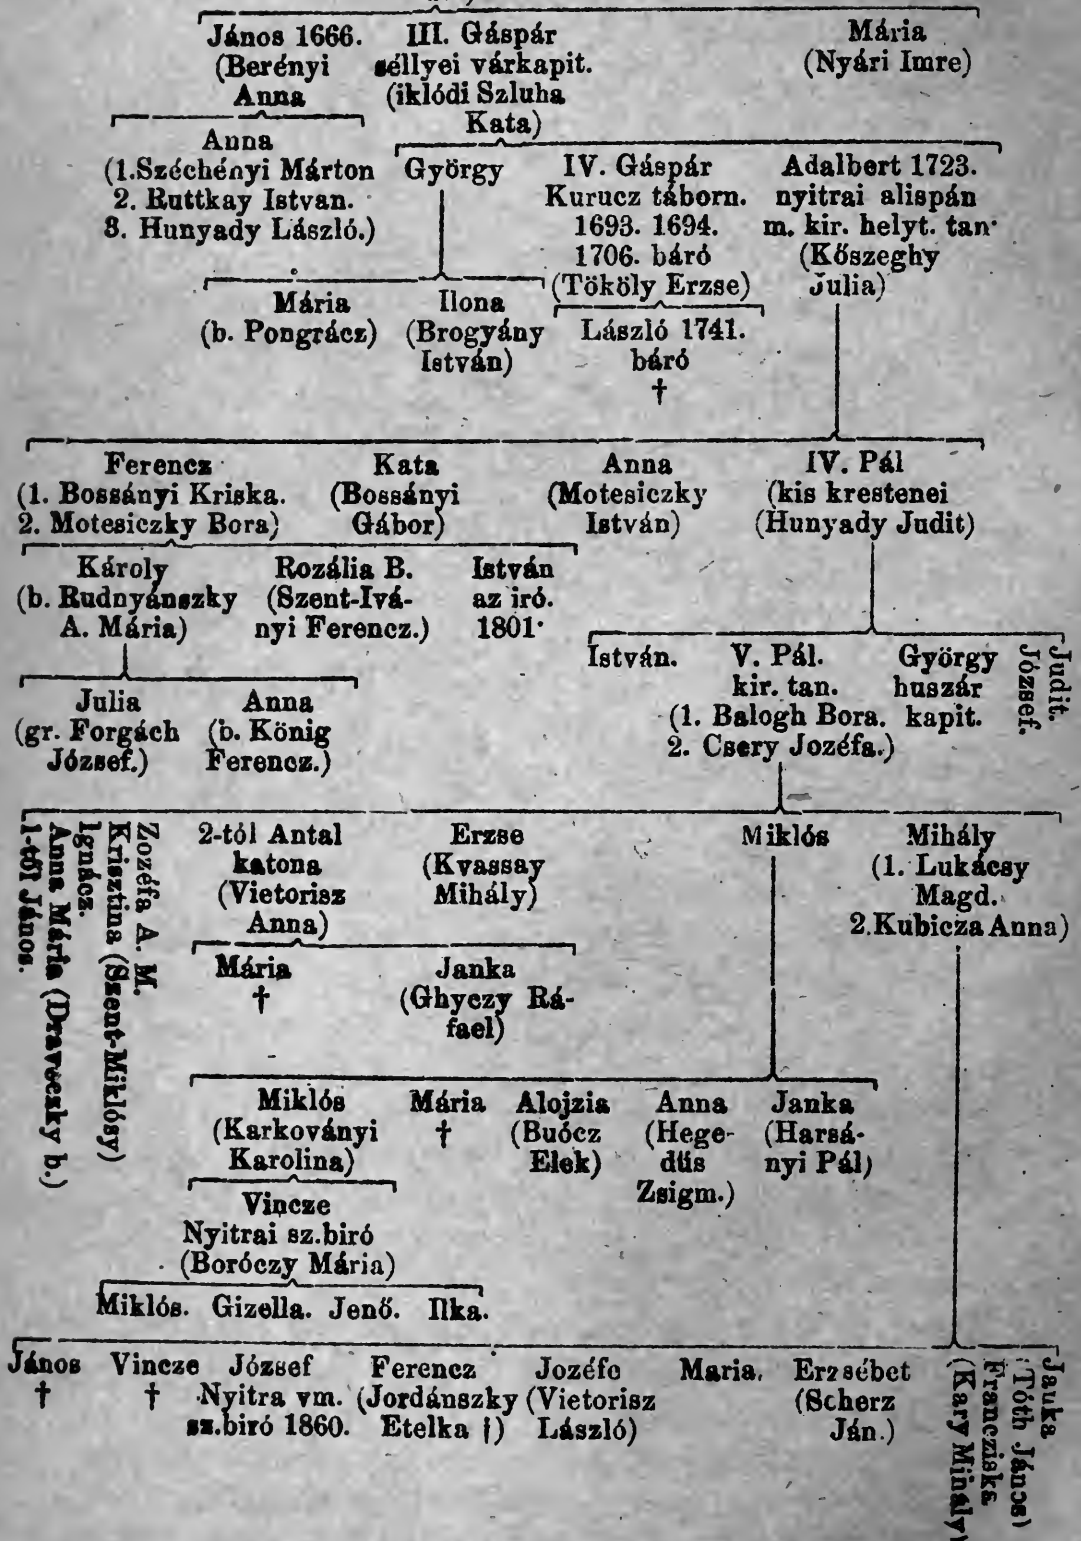 János 1666. III. Gáspár Mária
(Berényi séllyei várkapit. (Nyári Imre)
Anna (iklódi Szluha
Kata)
Anna
(1.Széchényi Márton György IV. Gáspár Adalbert 1723.
2. Ruttkay Istvan. Kurucz táborn. nyitrai alispán
3. Hunyady László.) 1693. 1694. m. kir. helyt. tan.
1706. báró (Kőszeghy
(Tököly Erzse) Julia)
Mária Ilona
(b. Pongrácz) (Brogyány László 1741.
István) báró
†
Ferencz Kata Anna IV. Pál
(1. Bossányi Kriska. (Bossányi (Motesiczky (kis krestenei
2. Motesiczky Bora) Gábor) István) (Hunyady Judit)
Károly Rozália B. István
(b. Rudnyánszky (Szent-Ivá- az iró.
A. Mária) nyi Ferencz.) 1801.
István. V. Pál. György
kir. tan. huszár
(1. Balogh Bora. kapit.
2. Csery Jozéfa.)
Judit.
József.
Julia Anna
(gr. Forgách (b. König
József.) Ferencz.)
Zozéfa A. M.
Krisztina (Szent-Miklósy)
Ignácz.
Anna Mária (Draveczky b.)
1-től János.
2-tól Antal Erzse Miklós Mihály
katona (Kvassay (1. Lukácsy
(Vietorisz Mihály) Magd.
Anna) 2.Kubicza Anna)
Mária Janka
† (Ghyczy Rá-
fael)
Miklós Mária Alojzia Anna Janka
(Karkoványi † (Buócz (Hege- (Harsá-
Karolina) Elek) düs nyi Pál)
Zsigm.)
Vincze
Nyitrai sz.biró
(Boróczy Mária)
Miklós. Gizella. Jenő. Ilka.
János Vincze József Ferencz Jozéfo Maria. Erzsébet
† † Nyitra vm. (Jordánszky (Vietorisz (Scherz
sz.biró 1860. Etelka †) László) Ján.)
Jauka
(Tóth János)
Francziska
(Kary Mihály)